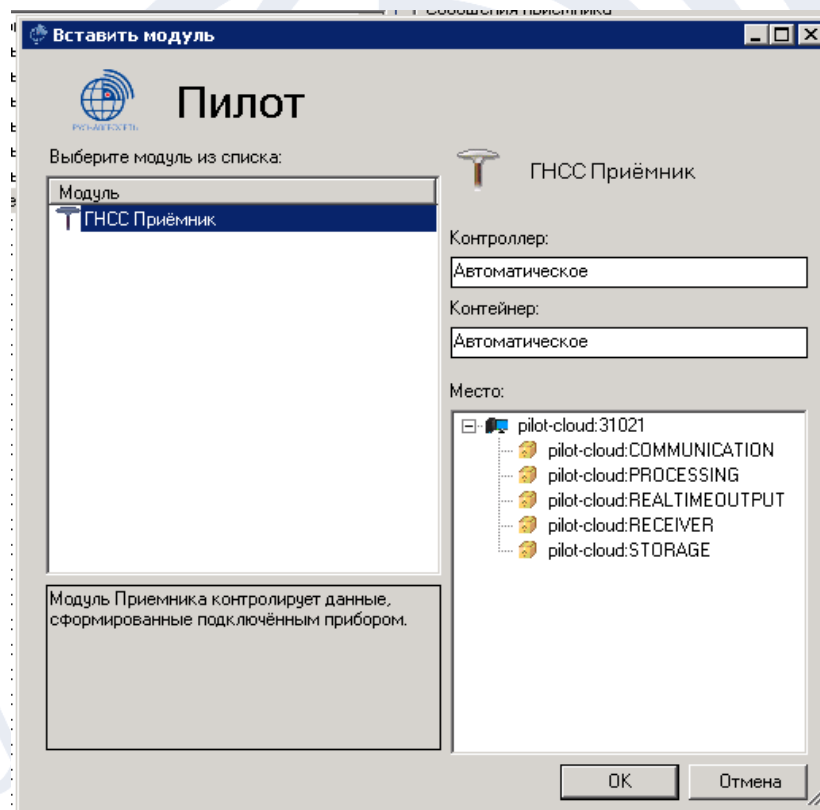 Сообщения приемника
Вставить модуль
Пилот
Выберите модуль из списка:
Модуль
ГНСС Приёмник
Модуль Приемника контролирует данные,
сформированные подключённым прибором.
ГНСС Приёмник
Контроллер:
Автоматическое
Контейнер:
Автоматическое
Место:
pilot-cloud:31021
pilot-cloud:COMMUNICATION
pilot-cloud:PROCESSING
pilot-cloud:REALTIMEOUTPUT
pilot-cloud:RECEIVER
pilot-cloud:STORAGE
OK
Отмена